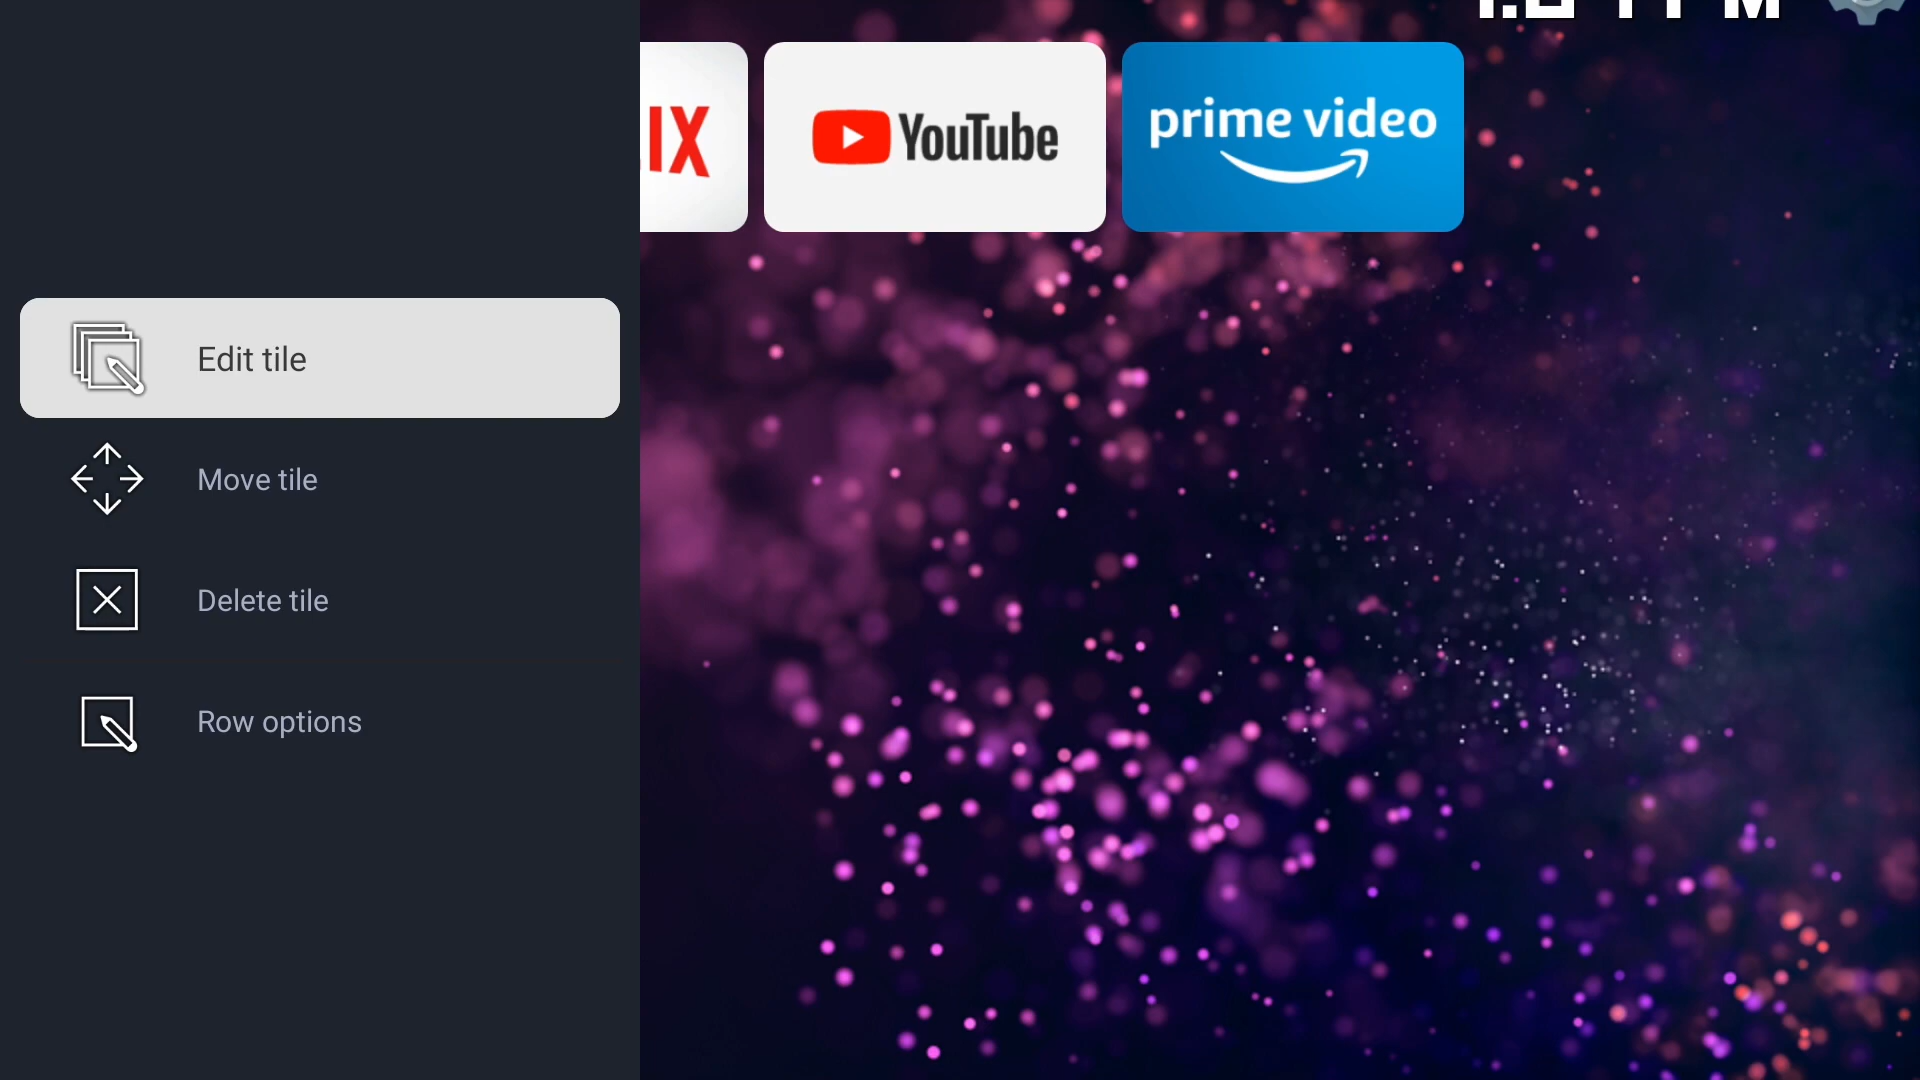 IX
YouTube
prime video
Edit tile
Move tile
Delete tile
Row options